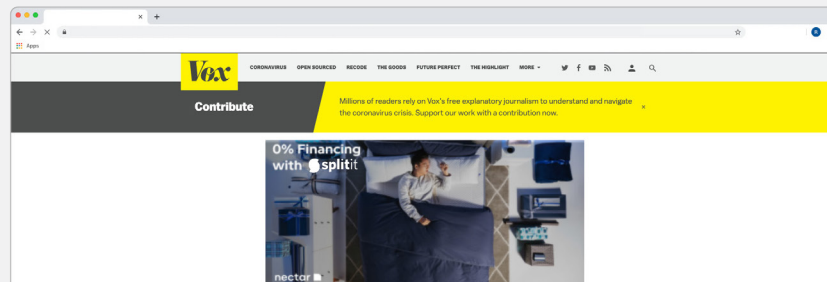 Apps
Vox
CORONAVIRUS OPEN SOURCED RECODE THE GOODS FUTURE PERFECT THE HIGHLIGHT MORE
Contribute
Millions of readers rely on Vox's free explanatory journalism to understand and navigate
the coronavirus crisis. Support our work with a contribution now.
0% Financing
with splitit
nectar
R